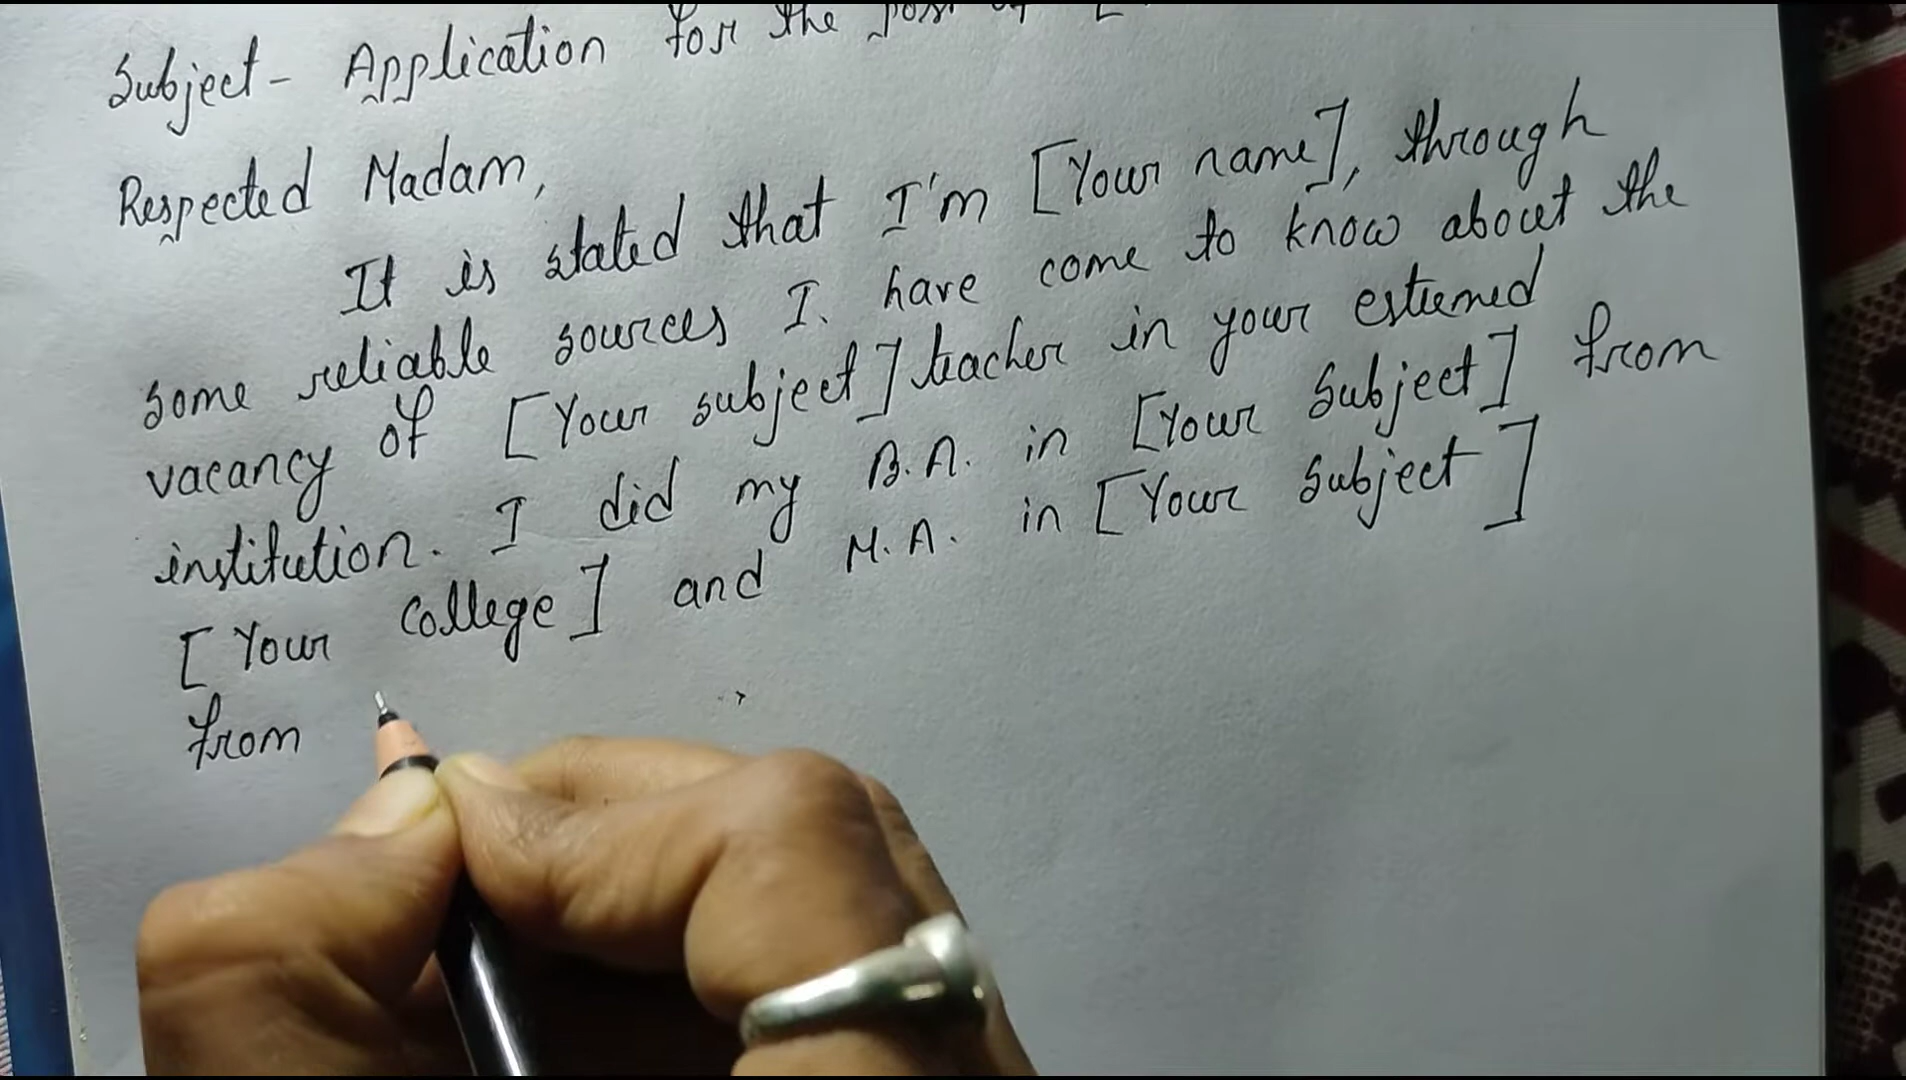 Subject - Application for the post of [
Respected Madam,
It is stated that I'm [Your name], through
some reliable sources I have come to know about the
vacancy of [Your subject] teacher in your esteemed
institution. I did my B.A. in [Your Subject] from
[Your College] and M.A. in [Your Subject]
from